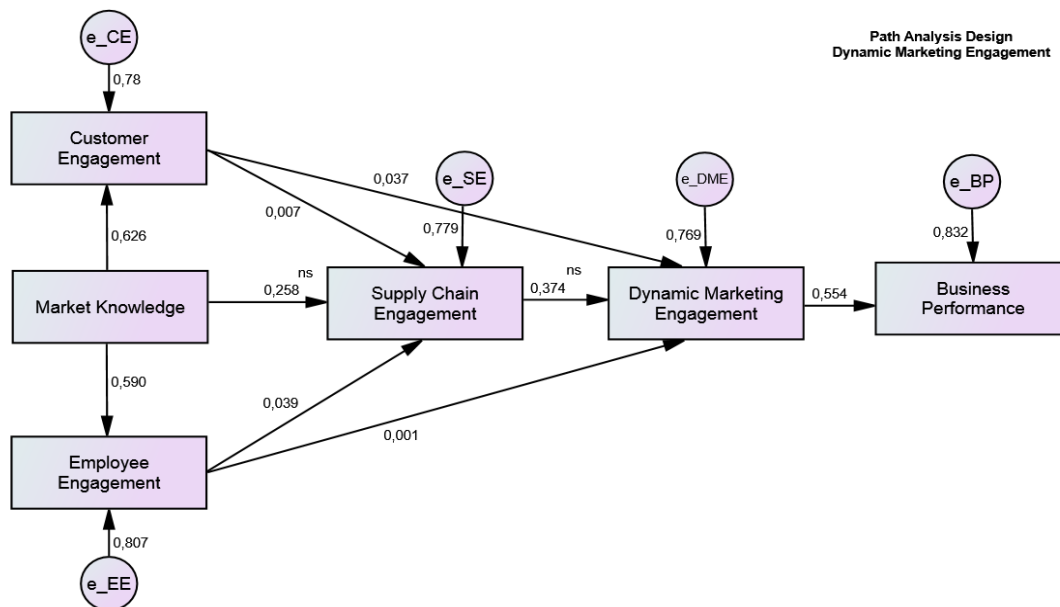 e_CE
Path Analysis Design
Dynamic Marketing Engagement
0,78
Customer
Engagement
e_SE
e_DME
e_BP
0,037
0,007
0,626
0,779
0,769
0,832
ns
ns
Market Knowledge
0,258
Supply Chain
Engagement
0,374
Dynamic Marketing
Engagement
0,554
Business
Performance
0,590
0,039
0,001
Employee
Engagement
0,807
e_EE